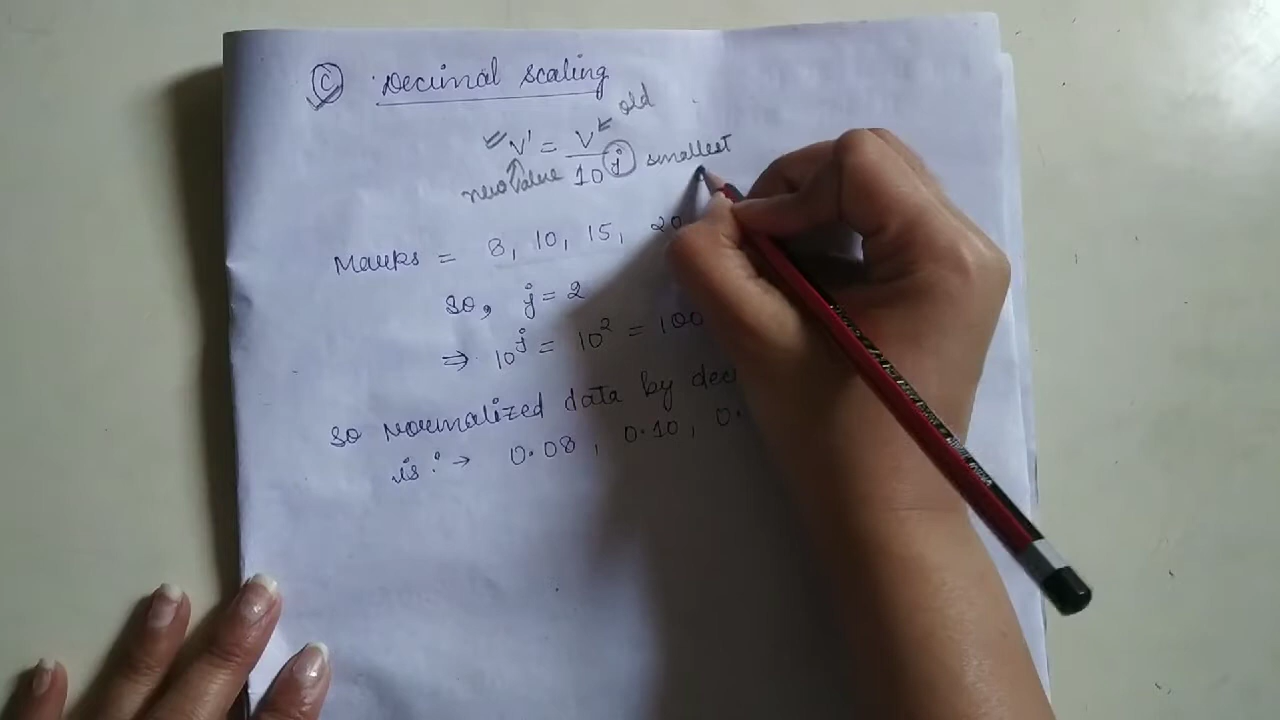 C Decimal Scaling
old
V' = V
new value 10 j smallest
Marks = 8, 10, 15, 20
so, j = 2
⇒ 10^j = 10^2 = 100
so Normalized data by dec
is : → 0.08 , 0.10 , 0.